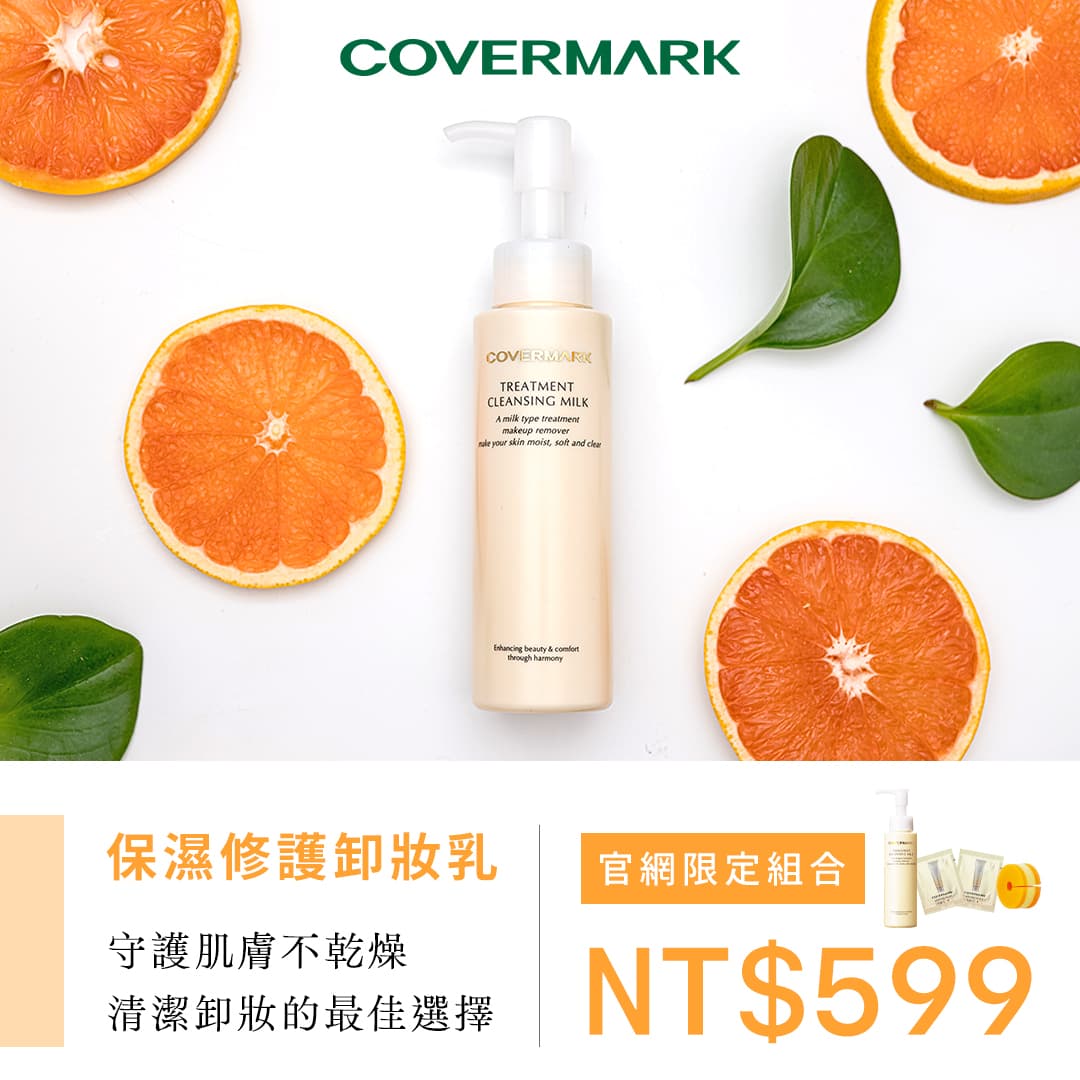 COVERMARK
COVERMARK
TREATMENT
CLEANSING MILK
A milk type treatment
makeup remover
make your skin moist, soft and clear
Enhancing beauty & comfort
through harmony
保濕修護卸妝乳
守護肌膚不乾燥
清潔卸妝的最佳選擇
官網限定組合
NT$599